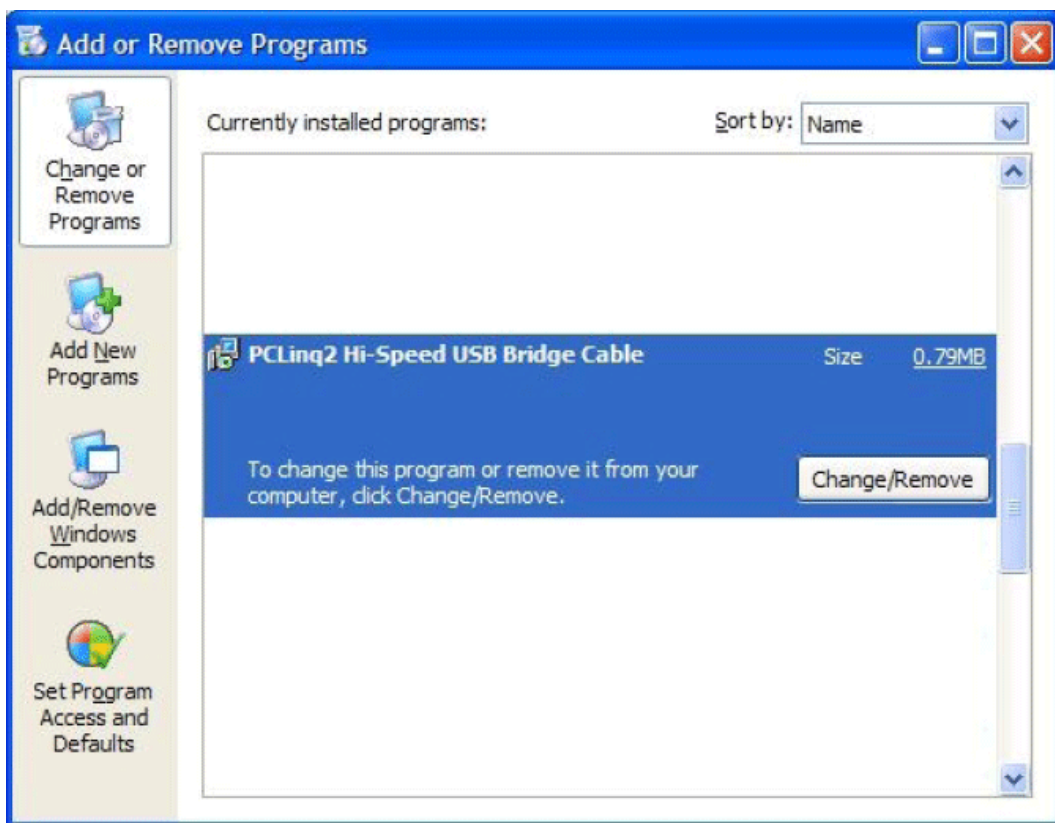 Add or Remove Programs
Change or
Remove
Programs
Add New
Programs
Add/Remove
Windows
Components
Set Program
Access and
Defaults
Currently installed programs:
Sort by: Name
PCLinq2 Hi-Speed USB Bridge Cable Size 0.79MB
To change this program or remove it from your
computer, click Change/Remove.
Change/Remove